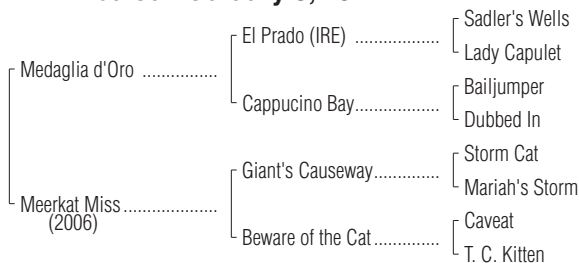 Sadler's Wells
El Prado (IRE) ..................
Lady Capulet
Medaglia d'Oro ................
Bailjumper
Cappucino Bay..................
Dubbed In
Storm Cat
Giant's Causeway..............
Mariah's Storm
Meerkat Miss....................
(2006)
Caveat
Beware of the Cat..............
T. C. Kitten